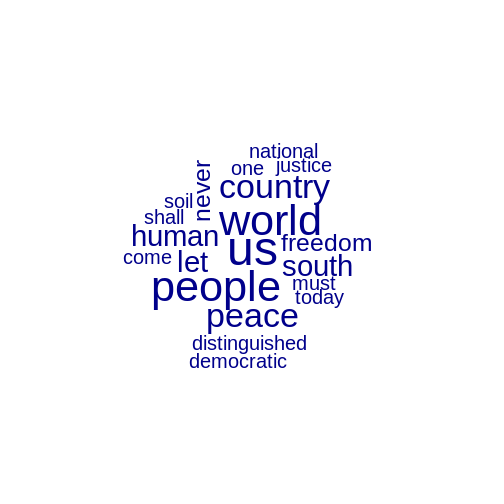 national
one justice
never
country
soil
shall
world
human
us
freedom
come
let
south
people
must
today
peace
distinguished
democratic